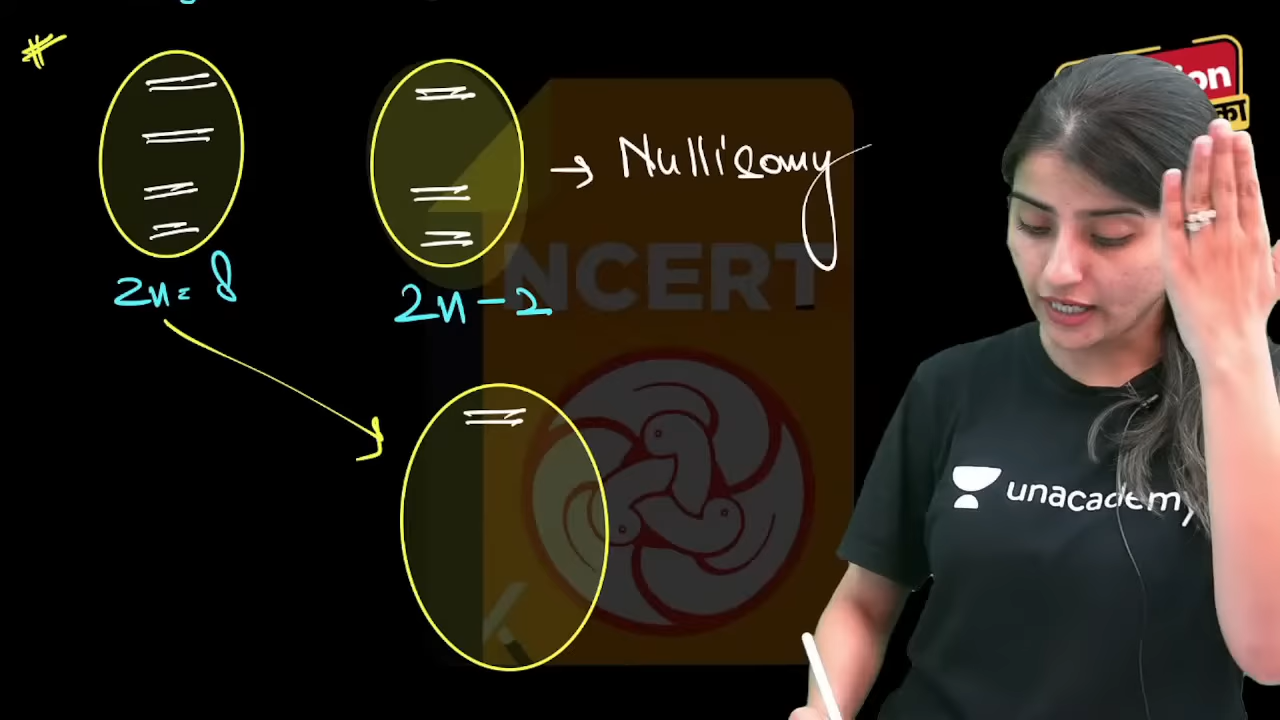 2n = 8
2n - 2
→ Nullisomy
NCERT
unacademy